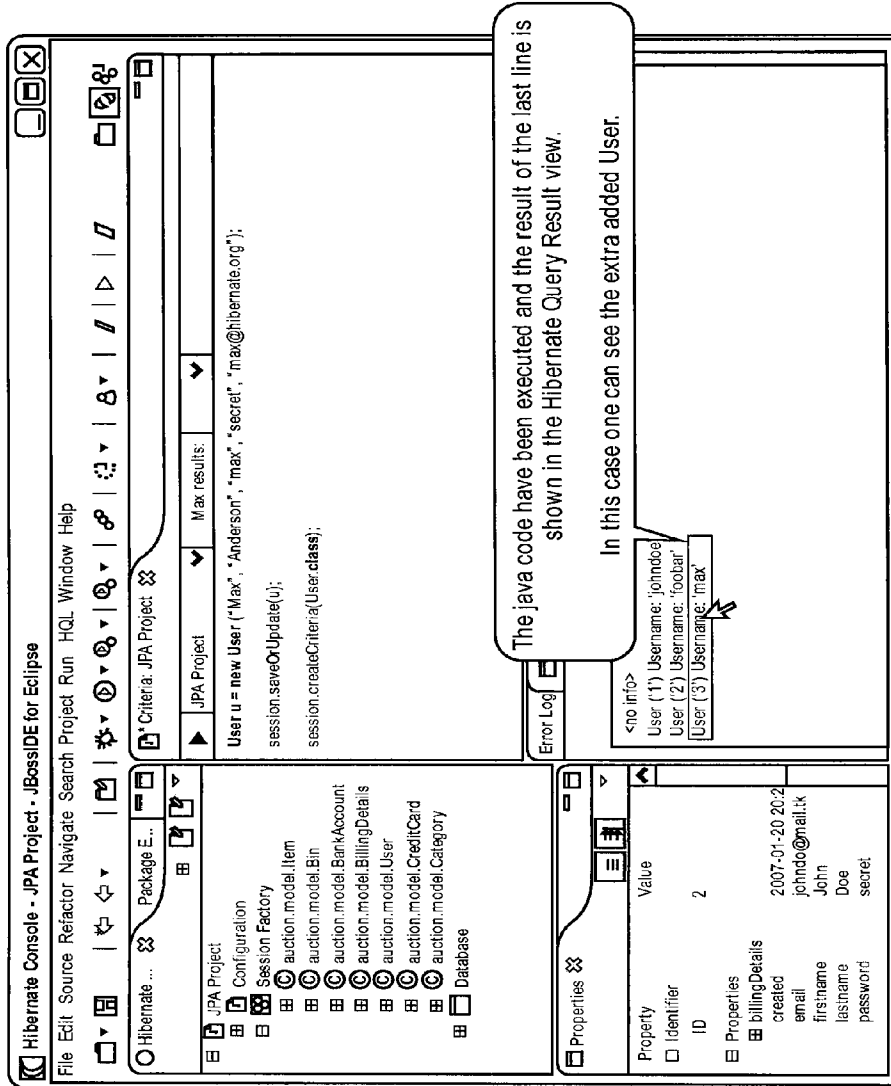 Hibernate Console - JPA Project - JBossIDE for Eclipse
File Edit Source Refactor Navigate Search Project Run HQL Window Help
Hibernate ...
Package E...
JPA Project
Configuration
Session Factory
auction.model.Item
auction.model.Bin
auction.model.BankAccount
auction.model.BillingDetails
auction.model.User
auction.model.CreditCard
auction.model.Category
Database
*Criteria: JPA Project
JPA Project
Max results:
User u = new User ("Max", "Anderson", "max", "secret", "max@hibernate.org");
session.saveOrUpdate(u);
session.createCriteria(User.class);
Properties
Property Value
Identifier
ID 2
Properties
billingDetails
created 2007-01-20 20:2
email johndo@mail.tk
firstname John
lastname Doe
password secret
Error Log
<no info>
User ('1') Username: 'johndoe
User ('2') Username: 'foobar'
User ('3') Username: 'max'
The java code have been executed and the result of the last line is
shown in the Hibernate Query Result view.
In this case one can see the extra added User.